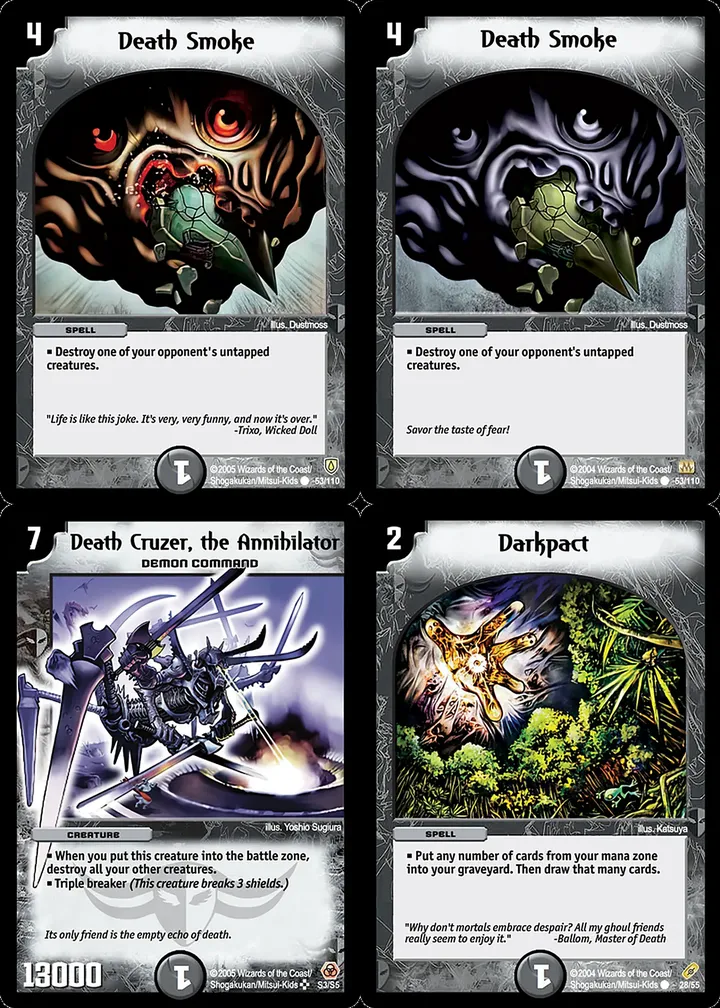 4
Death Smoke
Illus. Dustmoss
SPELL
▪ Destroy one of your opponent's untapped
creatures.
"Life is like this joke. It's very, very funny, and now it's over."
-Trixo, Wicked Doll
1
©2005 Wizards of the Coast/
Shogakukan/Mitsui-Kids ● -53/110
4
Death Smoke
Illus. Dustmoss
SPELL
▪ Destroy one of your opponent's untapped
creatures.
Savor the taste of fear!
1
©2004 Wizards of the Coast/
Shogakukan/Mitsui-Kids ● -53/110
7
Death Cruzer, the Annihilator
DEMON COMMAND
Illus. Yoshio Sugiura
CREATURE
▪ When you put this creature into the battle zone,
destroy all your other creatures.
▪ Triple breaker (This creature breaks 3 shields.)
Its only friend is the empty echo of death.
13000
1
©2005 Wizards of the Coast/
Shogakukan/Mitsui-Kids S3/S5
2
Darkpact
Illus. Katsuya
SPELL
▪ Put any number of cards from your mana zone
into your graveyard. Then draw that many cards.
"Why don't mortals embrace despair? All my ghoul friends
really seem to enjoy it." -Ballom, Master of Death
1
©2004 Wizards of the Coast/
Shogakukan/Mitsui-Kids ● - 28/55